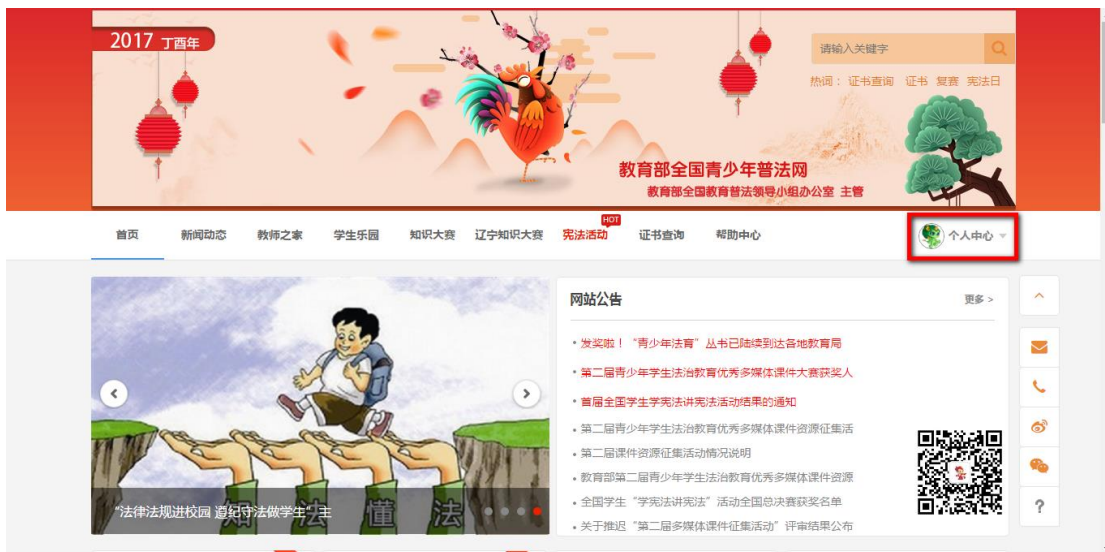 2017 丁酉年
请输入关键字
热词： 证书查询 证书 复赛 宪法日
教育部全国青少年普法网
教育部全国教育普法领导小组办公室 主管
HOT
首页 新闻动态 教师之家 学生乐园 知识大赛 辽宁知识大赛 宪法活动 证书查询 帮助中心 个人中心
网站公告 更多 >
• 发奖啦！“青少年法育”丛书已陆续到达各地教育局
• 第二届青少年学生法治教育优秀多媒体课件大赛获奖人
• 首届全国学生学宪法讲宪法活动结果的通知
• 第二届青少年学生法治教育优秀多媒体课件资源征集活
• 第二届课件资源征集活动情况说明
• 教育部第二届青少年学生法治教育优秀多媒体课件资源
• 全国学生“学宪法讲宪法”活动全国总决赛获奖名单
• 关于推迟“第二届多媒体课件征集活动”评审结果公布
知 法 懂 法
“法律法规进校园 遵纪守法做学生”主
?